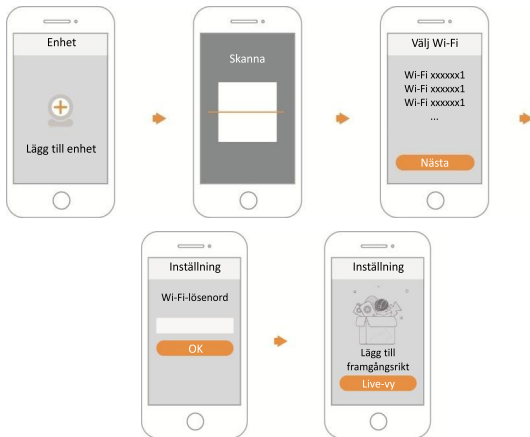 Enhet
Lägg till enhet
Skanna
Välj Wi-Fi
Wi-Fi xxxxxx1
Wi-Fi xxxxxx1
Wi-Fi xxxxxx1
...
Nästa
Inställning
Wi-Fi-lösenord
OK
Inställning
Lägg till
framgångsrikt
Live-vy